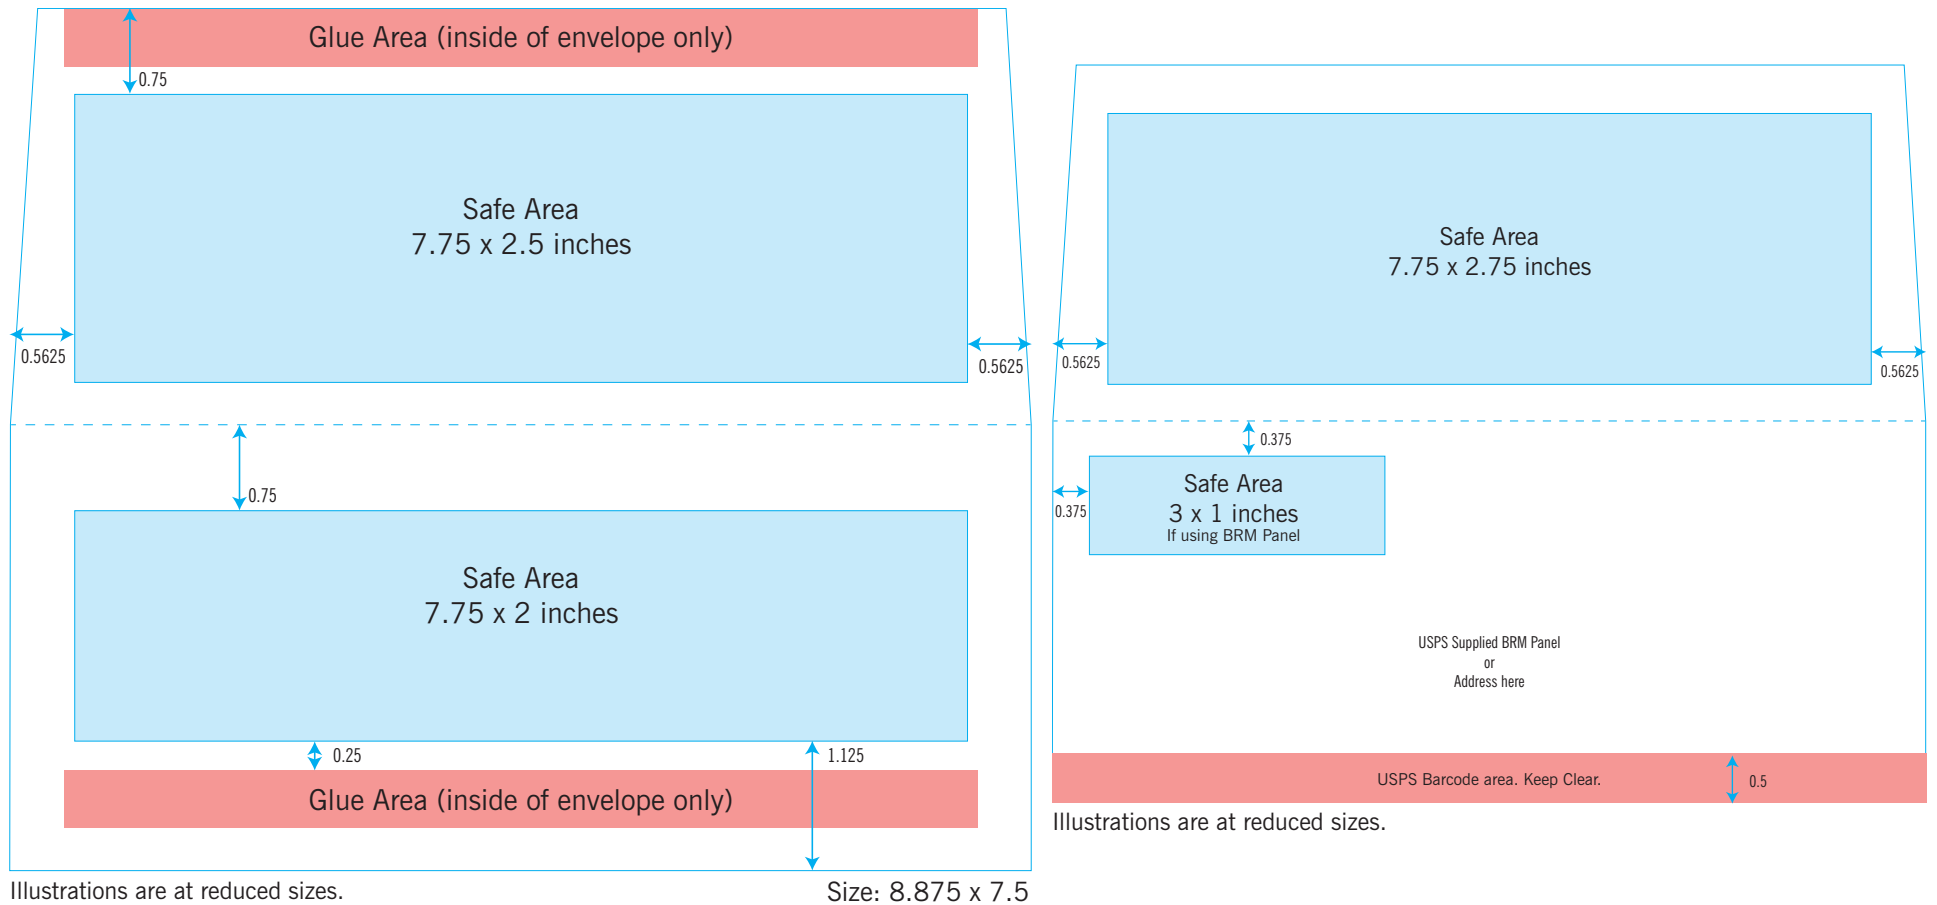 Glue Area (inside of envelope only)
0.75
Safe Area
7.75 x 2.5 inches
0.5625
0.5625
0.75
Safe Area
7.75 x 2 inches
0.25
1.125
Glue Area (inside of envelope only)
Illustrations are at reduced sizes.
Size: 8.875 x 7.5
Safe Area
7.75 x 2.75 inches
0.5625
0.5625
0.375
0.375
Safe Area
3 x 1 inches
If using BRM Panel
USPS Supplied BRM Panel
or
Address here
USPS Barcode area. Keep Clear.
0.5
Illustrations are at reduced sizes.